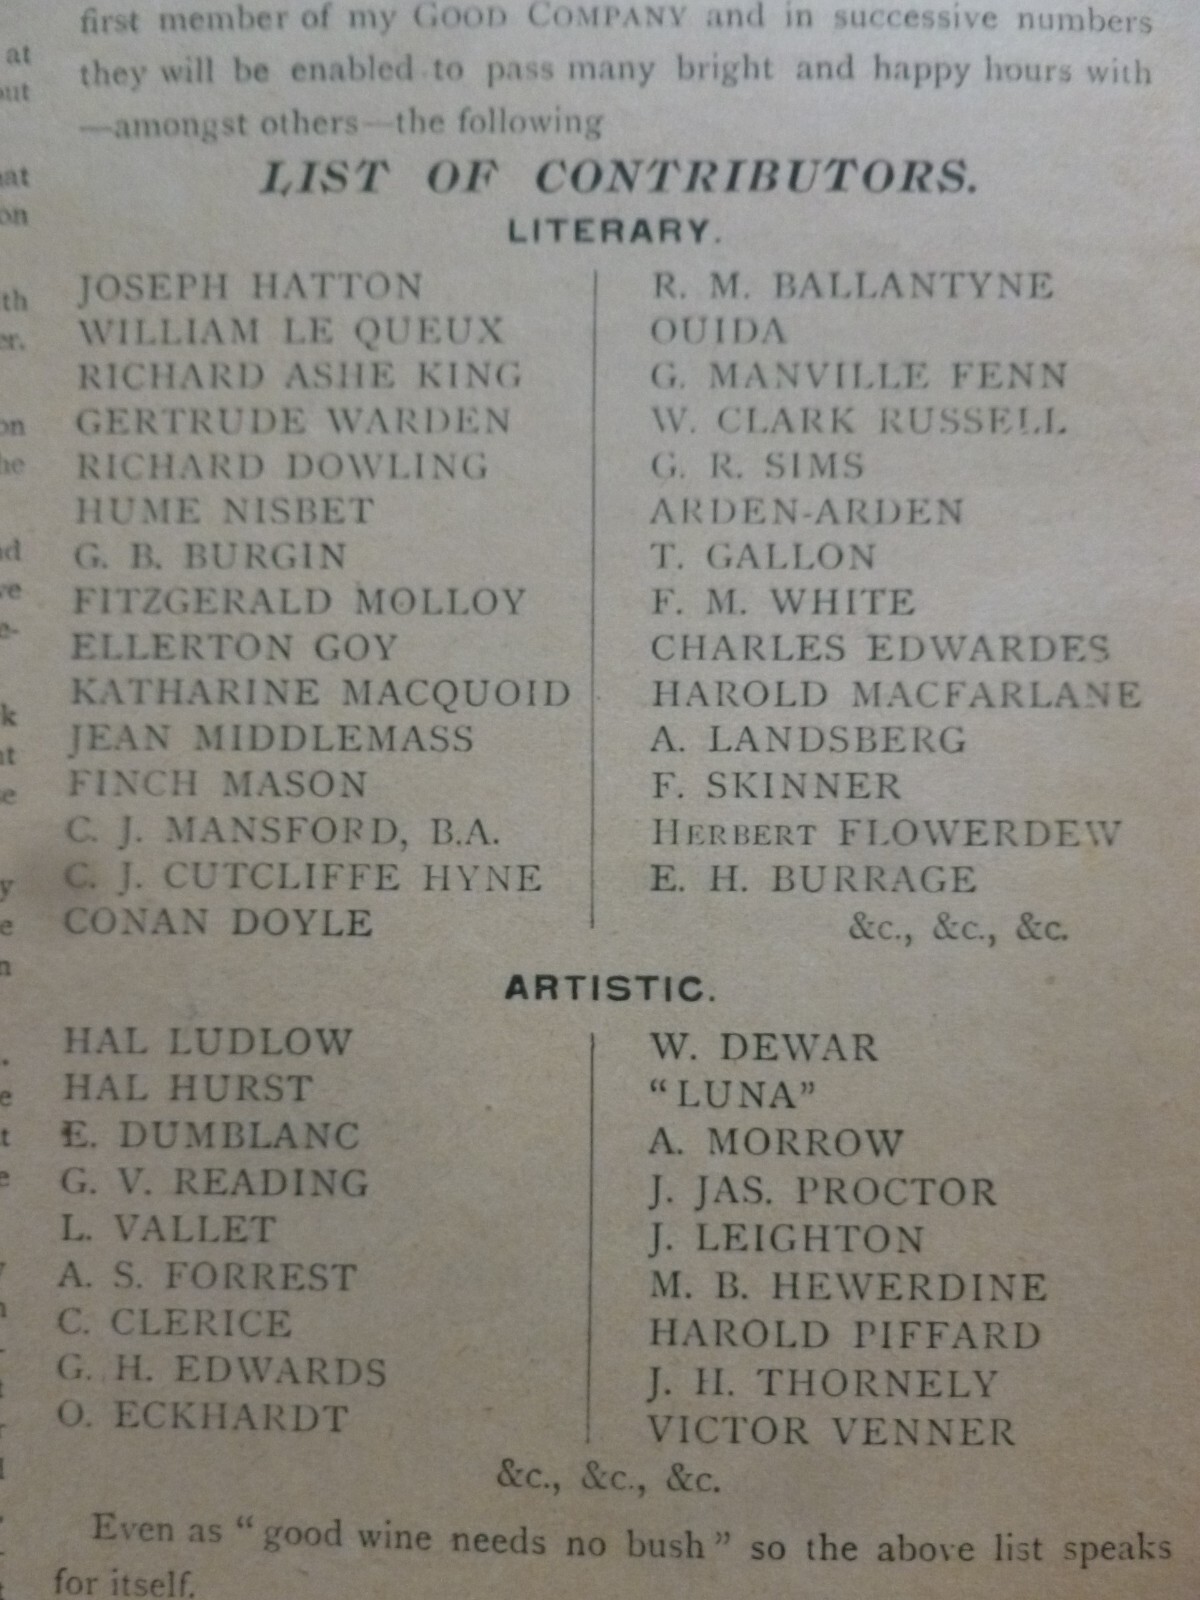 first member of my GOOD COMPANY and in successive numbers
they will be enabled to pass many bright and happy hours with
—amongst others—the following
LIST OF CONTRIBUTORS.
LITERARY.
JOSEPH HATTON
WILLIAM LE QUEUX
RICHARD ASHE KING
GERTRUDE WARDEN
RICHARD DOWLING
HUME NISBET
G. B. BURGIN
FITZGERALD MOLLOY
ELLERTON GOY
KATHARINE MACQUOID
JEAN MIDDLEMASS
FINCH MASON
C. J. MANSFORD, B.A.
C. J. CUTCLIFFE HYNE
CONAN DOYLE
R. M. BALLANTYNE
OUIDA
G. MANVILLE FENN
W. CLARK RUSSELL
G. R. SIMS
ARDEN-ARDEN
T. GALLON
F. M. WHITE
CHARLES EDWARDES
HAROLD MACFARLANE
A. LANDSBERG
F. SKINNER
HERBERT FLOWERDEW
E. H. BURRAGE
&c., &c., &c.
ARTISTIC.
HAL LUDLOW
HAL HURST
E. DUMBLANC
G. V. READING
L. VALLET
A. S. FORREST
C. CLERICE
G. H. EDWARDS
O. ECKHARDT
W. DEWAR
“LUNA”
A. MORROW
J. JAS. PROCTOR
J. LEIGHTON
M. B. HEWERDINE
HAROLD PIFFARD
J. H. THORNELY
VICTOR VENNER
&c., &c., &c.
Even as “good wine needs no bush” so the above list speaks
for itself.